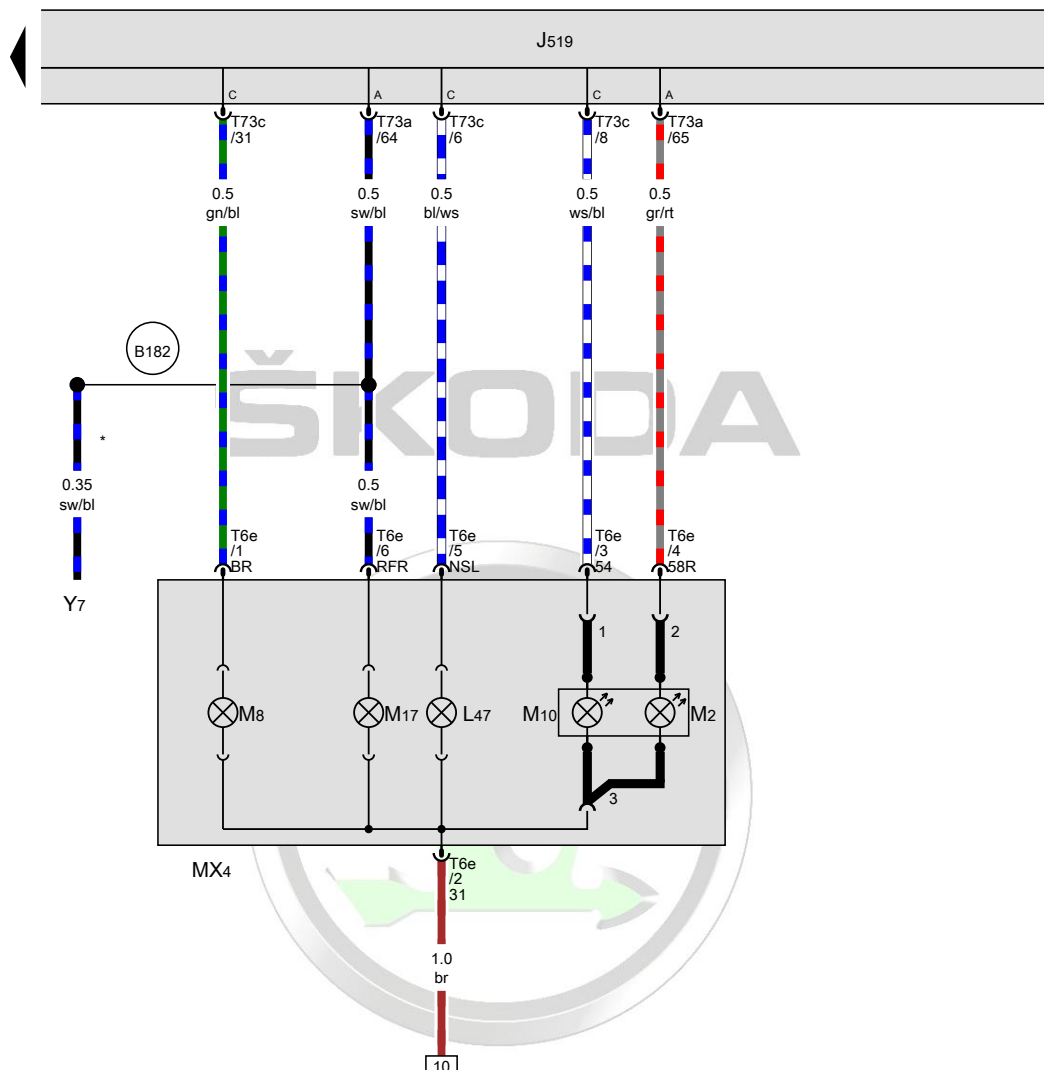 J519
C
A
C
C
A
T73c
/31
T73a
/64
T73c
/6
T73c
/8
T73a
/65
0.5
gn/bl
0.5
sw/bl
0.5
bl/ws
0.5
ws/bl
0.5
gr/rt
B182
ŠKODA
*
0.35
sw/bl
0.5
sw/bl
T6e
/1
BR
T6e
/6
RFR
T6e
/5
NSL
T6e
/3
54
T6e
/4
58R
Y7
1
2
M8
M17
L47
M10
M2
3
MX4
T6e
/2
31
1.0
br
10